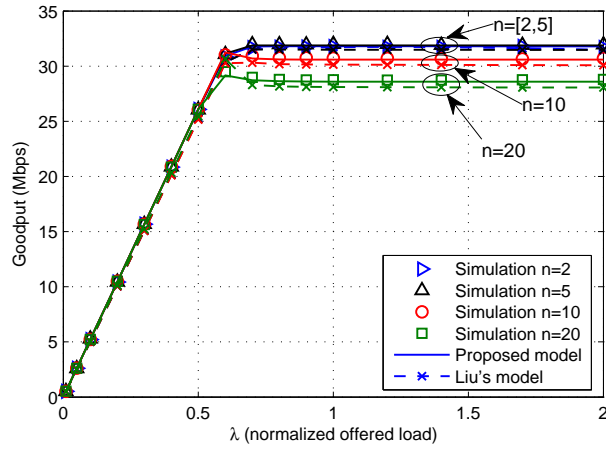 n=[2,5]
n=10
n=20
35
30
25
20
15
10
5
0
Goodput (Mbps)
Simulation n=2
Simulation n=5
Simulation n=10
Simulation n=20
Proposed model
Liu's model
0 0.5 1 1.5 2
λ (normalized offered load)